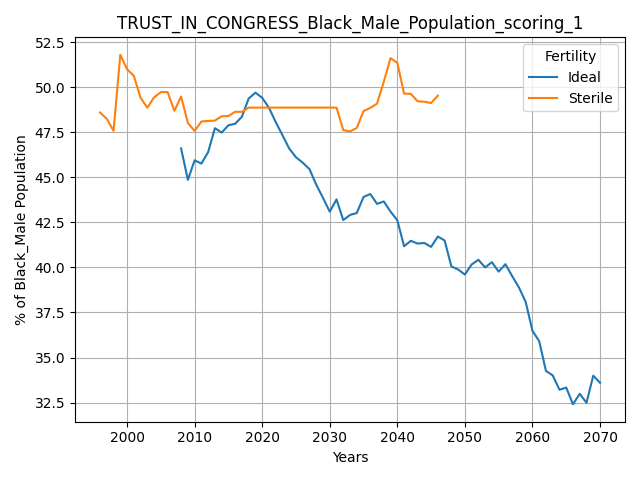 TRUST_IN_CONGRESS_Black_Male_Population_scoring_1
Fertility
Ideal
Sterile
% of Black_Male Population
52.5
50.0
47.5
45.0
42.5
40.0
37.5
35.0
32.5
2000 2010 2020 2030 2040 2050 2060 2070
Years